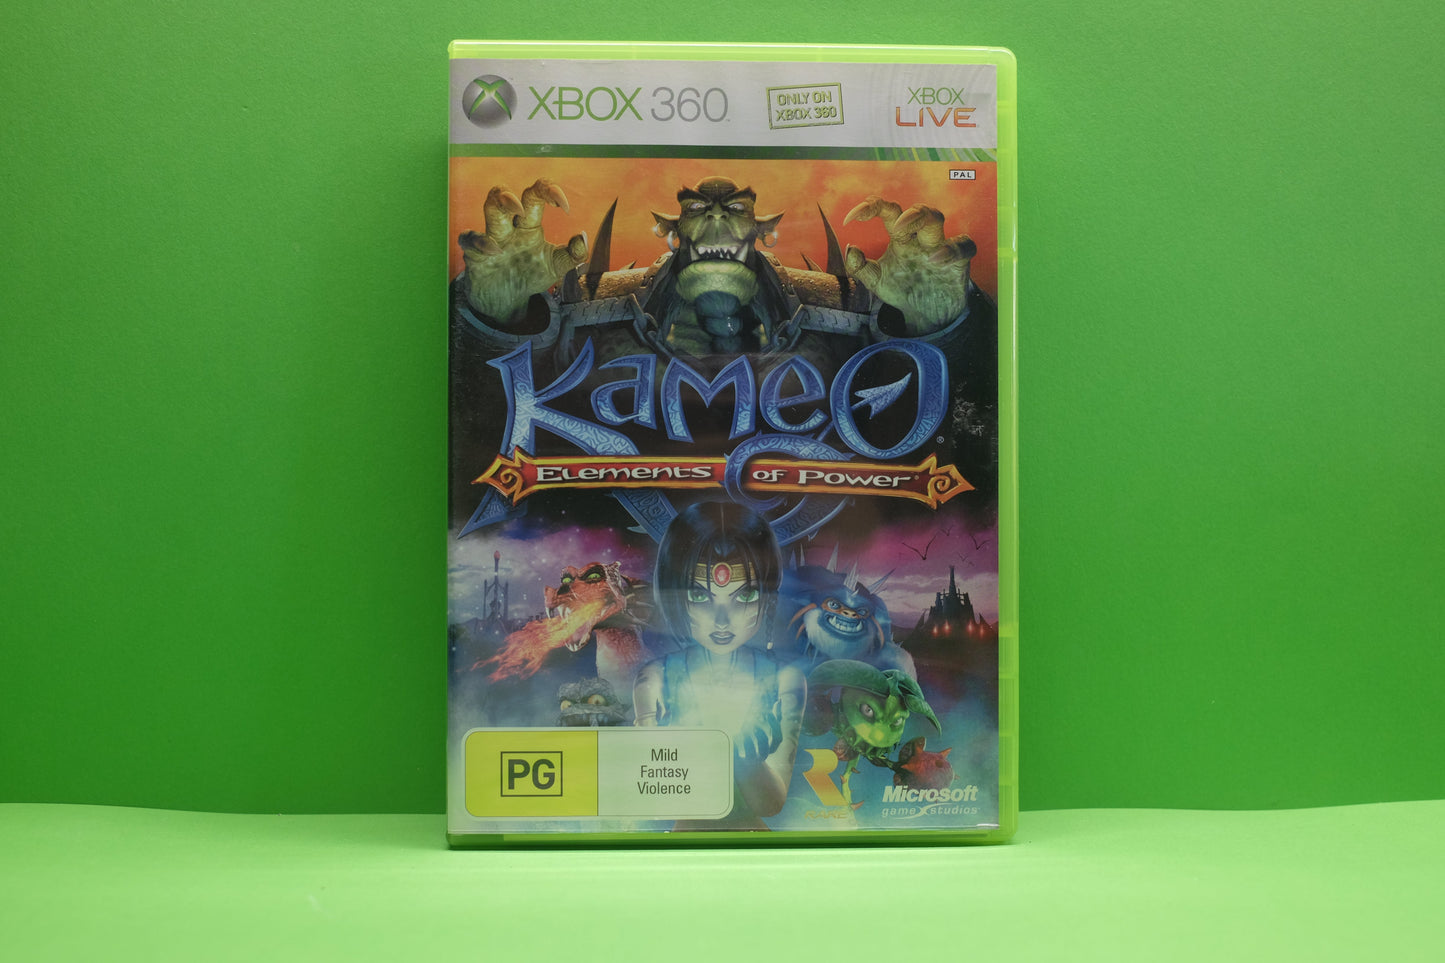 XBOX 360
ONLY ON
XBOX 360
XBOX
LIVE
PAL
Kameo
Elements of Power
PG
Mild
Fantasy
Violence
RARE
Microsoft
game studios